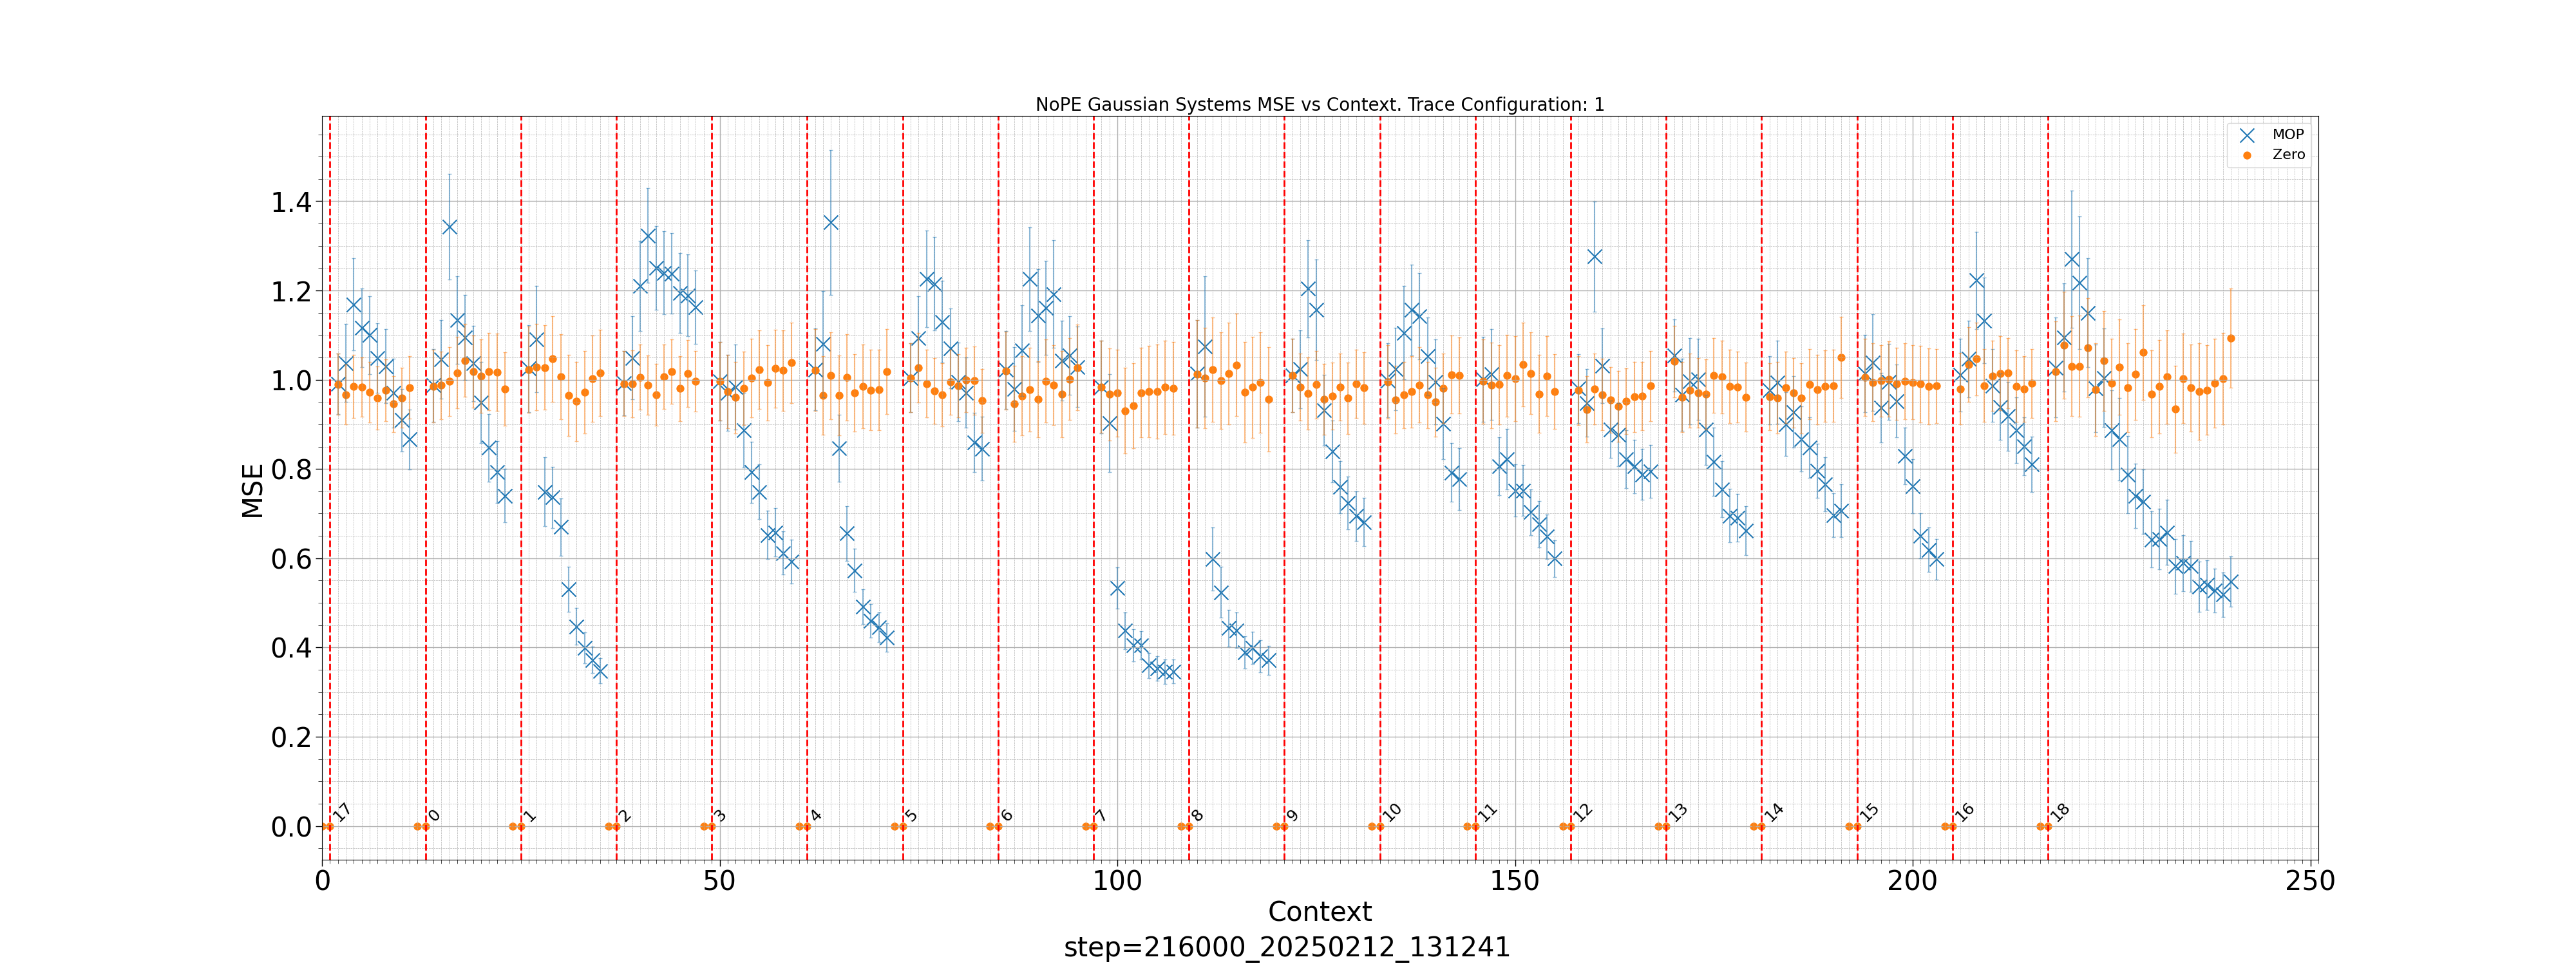 NoPE Gaussian Systems MSE vs Context. Trace Configuration: 1
MOP
Zero
MSE
1.4
1.2
1.0
0.8
0.6
0.4
0.2
0.0
17 0 1 2 3 4 5 6 7 8 9 10 11 12 13 14 15 16 18
0 50 100 150 200 250
Context
step=216000_20250212_131241